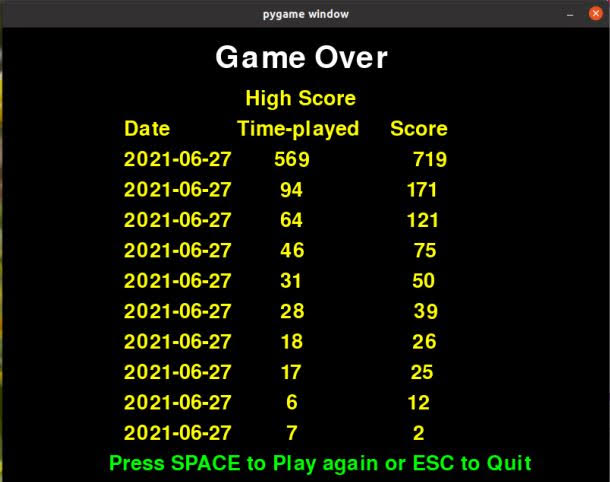 pygame window
Game Over
High Score
Date Time-played Score
2021-06-27 569 719
2021-06-27 94 171
2021-06-27 64 121
2021-06-27 46 75
2021-06-27 31 50
2021-06-27 28 39
2021-06-27 18 26
2021-06-27 17 25
2021-06-27 6 12
2021-06-27 7 2
Press SPACE to Play again or ESC to Quit